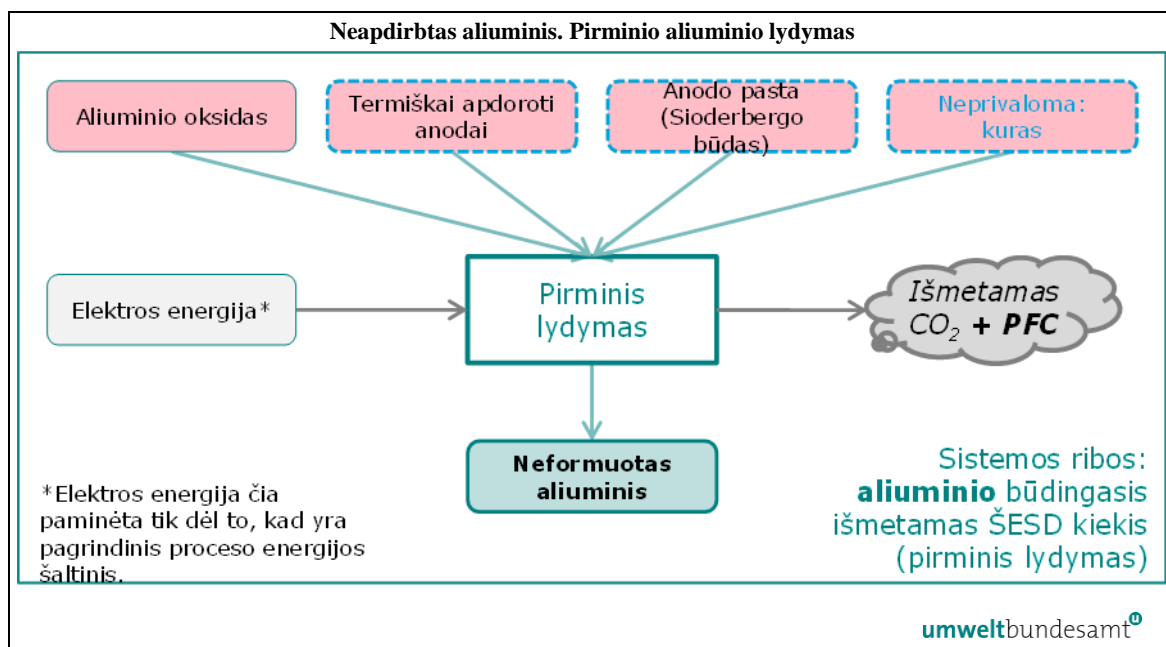 Neapdirbtas aliuminis. Pirminio aliuminio lydymas
Aliuminio oksidas
Termiškai apdoroti
anodai
Anodo pasta
(Sioderbergo
būdas)
Neprivaloma:
kuras
Elektros energija*
Pirminis
lydymas
Išmetamas
CO₂ + PFC
Neformuotas
aliuminis
*Elektros energija čia
paminėta tik dėl to, kad yra
pagrindinis proceso energijos
šaltinis.
Sistemos ribos:
aliuminio būdingasis
išmetamas ŠESD kiekis
(pirminis lydymas)
umweltbundesamt